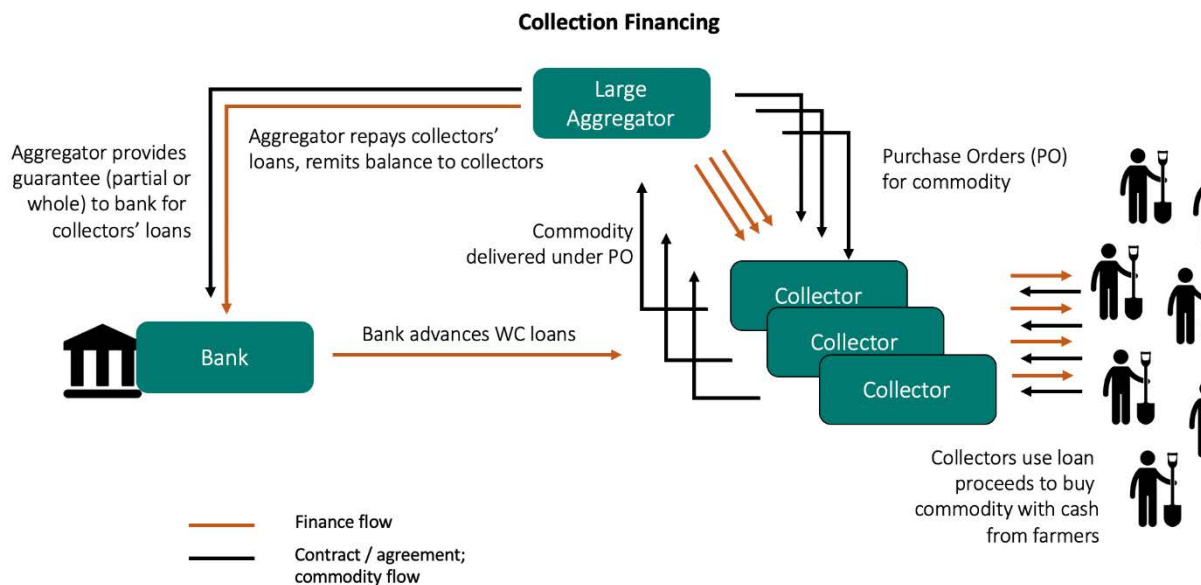 Collection Financing
Large
Aggregator
Aggregator repays collectors'
loans, remits balance to collectors
Aggregator provides
guarantee (partial or
whole) to bank for
collectors' loans
Purchase Orders (PO)
for commodity
Commodity
delivered under PO
Collector
Collector
Collector
Bank
Bank advances WC loans
Collectors use loan
proceeds to buy
commodity with cash
from farmers
Finance flow
Contract / agreement;
commodity flow